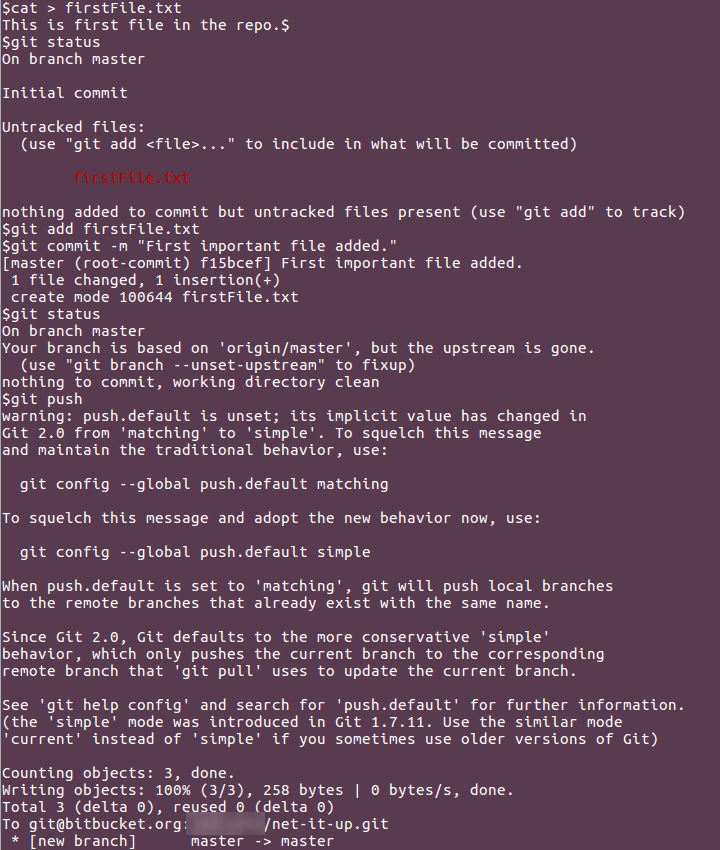 $cat > firstFile.txt
This is first file in the repo.$
$git status
On branch master
Initial commit
Untracked files:
  (use "git add <file>..." to include in what will be committed)
        firstFile.txt
nothing added to commit but untracked files present (use "git add" to track)
$git add firstFile.txt
$git commit -m "First important file added."
[master (root-commit) f15bcef] First important file added.
 1 file changed, 1 insertion(+)
 create mode 100644 firstFile.txt
$git status
On branch master
Your branch is based on 'origin/master', but the upstream is gone.
  (use "git branch --unset-upstream" to fixup)
nothing to commit, working directory clean
$git push
warning: push.default is unset; its implicit value has changed in
Git 2.0 from 'matching' to 'simple'. To squelch this message
and maintain the traditional behavior, use:
  git config --global push.default matching
To squelch this message and adopt the new behavior now, use:
  git config --global push.default simple
When push.default is set to 'matching', git will push local branches
to the remote branches that already exist with the same name.
Since Git 2.0, Git defaults to the more conservative 'simple'
behavior, which only pushes the current branch to the corresponding
remote branch that 'git pull' uses to update the current branch.
See 'git help config' and search for 'push.default' for further information.
(the 'simple' mode was introduced in Git 1.7.11. Use the similar mode
'current' instead of 'simple' if you sometimes use older versions of Git)
Counting objects: 3, done.
Writing objects: 100% (3/3), 258 bytes | 0 bytes/s, done.
Total 3 (delta 0), reused 0 (delta 0)
To git@bitbucket.org: /net-it-up.git
 * [new branch]      master -> master